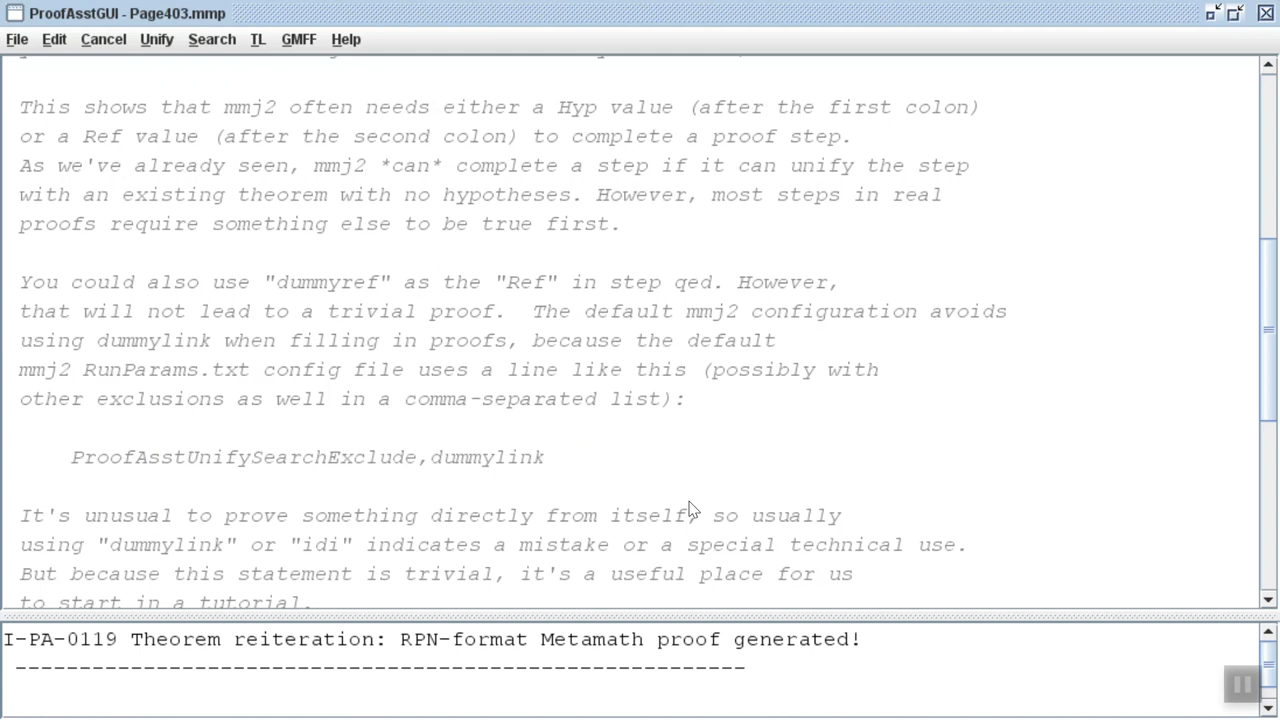 ProofAsstGUI - Page403.mmp
File Edit Cancel Unify Search TL GMFF Help
This shows that mmj2 often needs either a Hyp value (after the first colon)
or a Ref value (after the second colon) to complete a proof step.
As we've already seen, mmj2 *can* complete a step if it can unify the step
with an existing theorem with no hypotheses. However, most steps in real
proofs require something else to be true first.
You could also use "dummyref" as the "Ref" in step qed. However,
that will not lead to a trivial proof.  The default mmj2 configuration avoids
using dummylink when filling in proofs, because the default
mmj2 RunParams.txt config file uses a line like this (possibly with
other exclusions as well in a comma-separated list):
ProofAsstUnifySearchExclude,dummylink
It's unusual to prove something directly from itself, so usually
using "dummylink" or "idi" indicates a mistake or a special technical use.
But because this statement is trivial, it's a useful place for us
to start in a tutorial.
I-PA-0119 Theorem reiteration: RPN-format Metamath proof generated!
---------------------------------------------------------